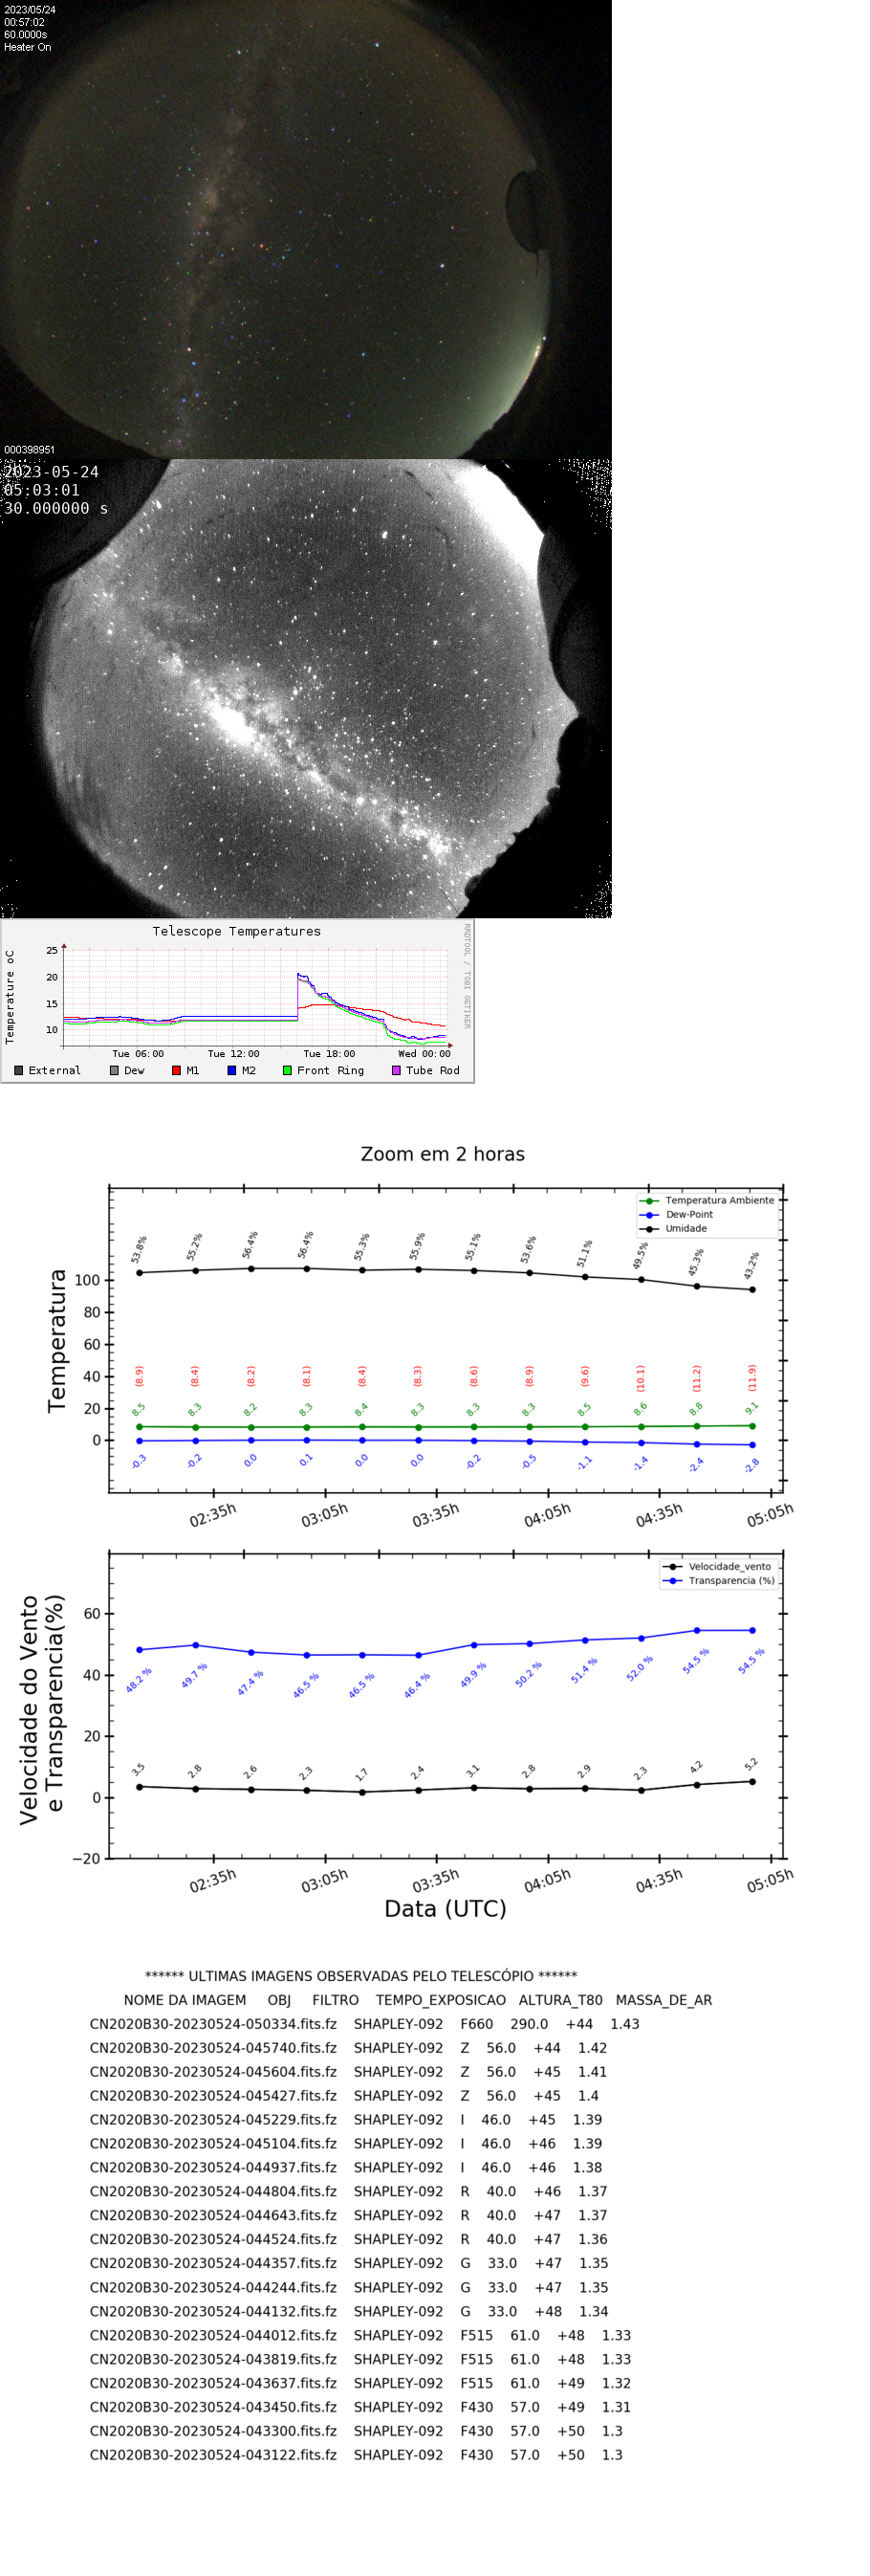 2023/05/24
00:57:02
60.0000s
Heater On
000398951
2023-05-24
05:03:01
30.000000 s
Telescope Temperatures
RRDTOOL / TOBI OETIKER
Temperature oC
25
20
15
10
Tue 06:00 Tue 12:00 Tue 18:00 Wed 00:00
External Dew M1 M2 Front Ring Tube Rod
Zoom em 2 horas
Temperatura Ambiente
Dew-Point
Umidade
Temperatura
100
80
60
40
20
0
53.8% 55.2% 56.4% 56.4% 55.3% 55.9% 55.1% 53.6% 51.1% 49.5% 45.3% 43.2%
(8.9) (8.4) (8.2) (8.1) (8.4) (8.3) (8.6) (8.9) (9.6) (10.1) (11.2) (11.9)
8.5 8.3 8.2 8.3 8.4 8.3 8.3 8.3 8.5 8.6 8.8 9.1
-0.3 -0.2 0.0 0.1 0.0 0.0 -0.2 -0.5 -1.1 -1.4 -2.4 -2.8
02:35h 03:05h 03:35h 04:05h 04:35h 05:05h
Velocidade_vento
Transparencia (%)
Velocidade do Vento
e Transparencia(%)
60
40
20
0
−20
48.2 % 49.7 % 47.4 % 46.5 % 46.5 % 46.4 % 49.9 % 50.2 % 51.4 % 52.0 % 54.5 % 54.5 %
3.5 2.8 2.6 2.3 1.7 2.4 3.1 2.8 2.9 2.3 4.2 5.2
02:35h 03:05h 03:35h 04:05h 04:35h 05:05h
Data (UTC)
****** ULTIMAS IMAGENS OBSERVADAS PELO TELESCÓPIO ******
NOME DA IMAGEM OBJ FILTRO TEMPO_EXPOSICAO ALTURA_T80 MASSA_DE_AR
CN2020B30-20230524-050334.fits.fz SHAPLEY-092 F660 290.0 +44 1.43
CN2020B30-20230524-045740.fits.fz SHAPLEY-092 Z 56.0 +44 1.42
CN2020B30-20230524-045604.fits.fz SHAPLEY-092 Z 56.0 +45 1.41
CN2020B30-20230524-045427.fits.fz SHAPLEY-092 Z 56.0 +45 1.4
CN2020B30-20230524-045229.fits.fz SHAPLEY-092 I 46.0 +45 1.39
CN2020B30-20230524-045104.fits.fz SHAPLEY-092 I 46.0 +46 1.39
CN2020B30-20230524-044937.fits.fz SHAPLEY-092 I 46.0 +46 1.38
CN2020B30-20230524-044804.fits.fz SHAPLEY-092 R 40.0 +46 1.37
CN2020B30-20230524-044643.fits.fz SHAPLEY-092 R 40.0 +47 1.37
CN2020B30-20230524-044524.fits.fz SHAPLEY-092 R 40.0 +47 1.36
CN2020B30-20230524-044357.fits.fz SHAPLEY-092 G 33.0 +47 1.35
CN2020B30-20230524-044244.fits.fz SHAPLEY-092 G 33.0 +47 1.35
CN2020B30-20230524-044132.fits.fz SHAPLEY-092 G 33.0 +48 1.34
CN2020B30-20230524-044012.fits.fz SHAPLEY-092 F515 61.0 +48 1.33
CN2020B30-20230524-043819.fits.fz SHAPLEY-092 F515 61.0 +48 1.33
CN2020B30-20230524-043637.fits.fz SHAPLEY-092 F515 61.0 +49 1.32
CN2020B30-20230524-043450.fits.fz SHAPLEY-092 F430 57.0 +49 1.31
CN2020B30-20230524-043300.fits.fz SHAPLEY-092 F430 57.0 +50 1.3
CN2020B30-20230524-043122.fits.fz SHAPLEY-092 F430 57.0 +50 1.3